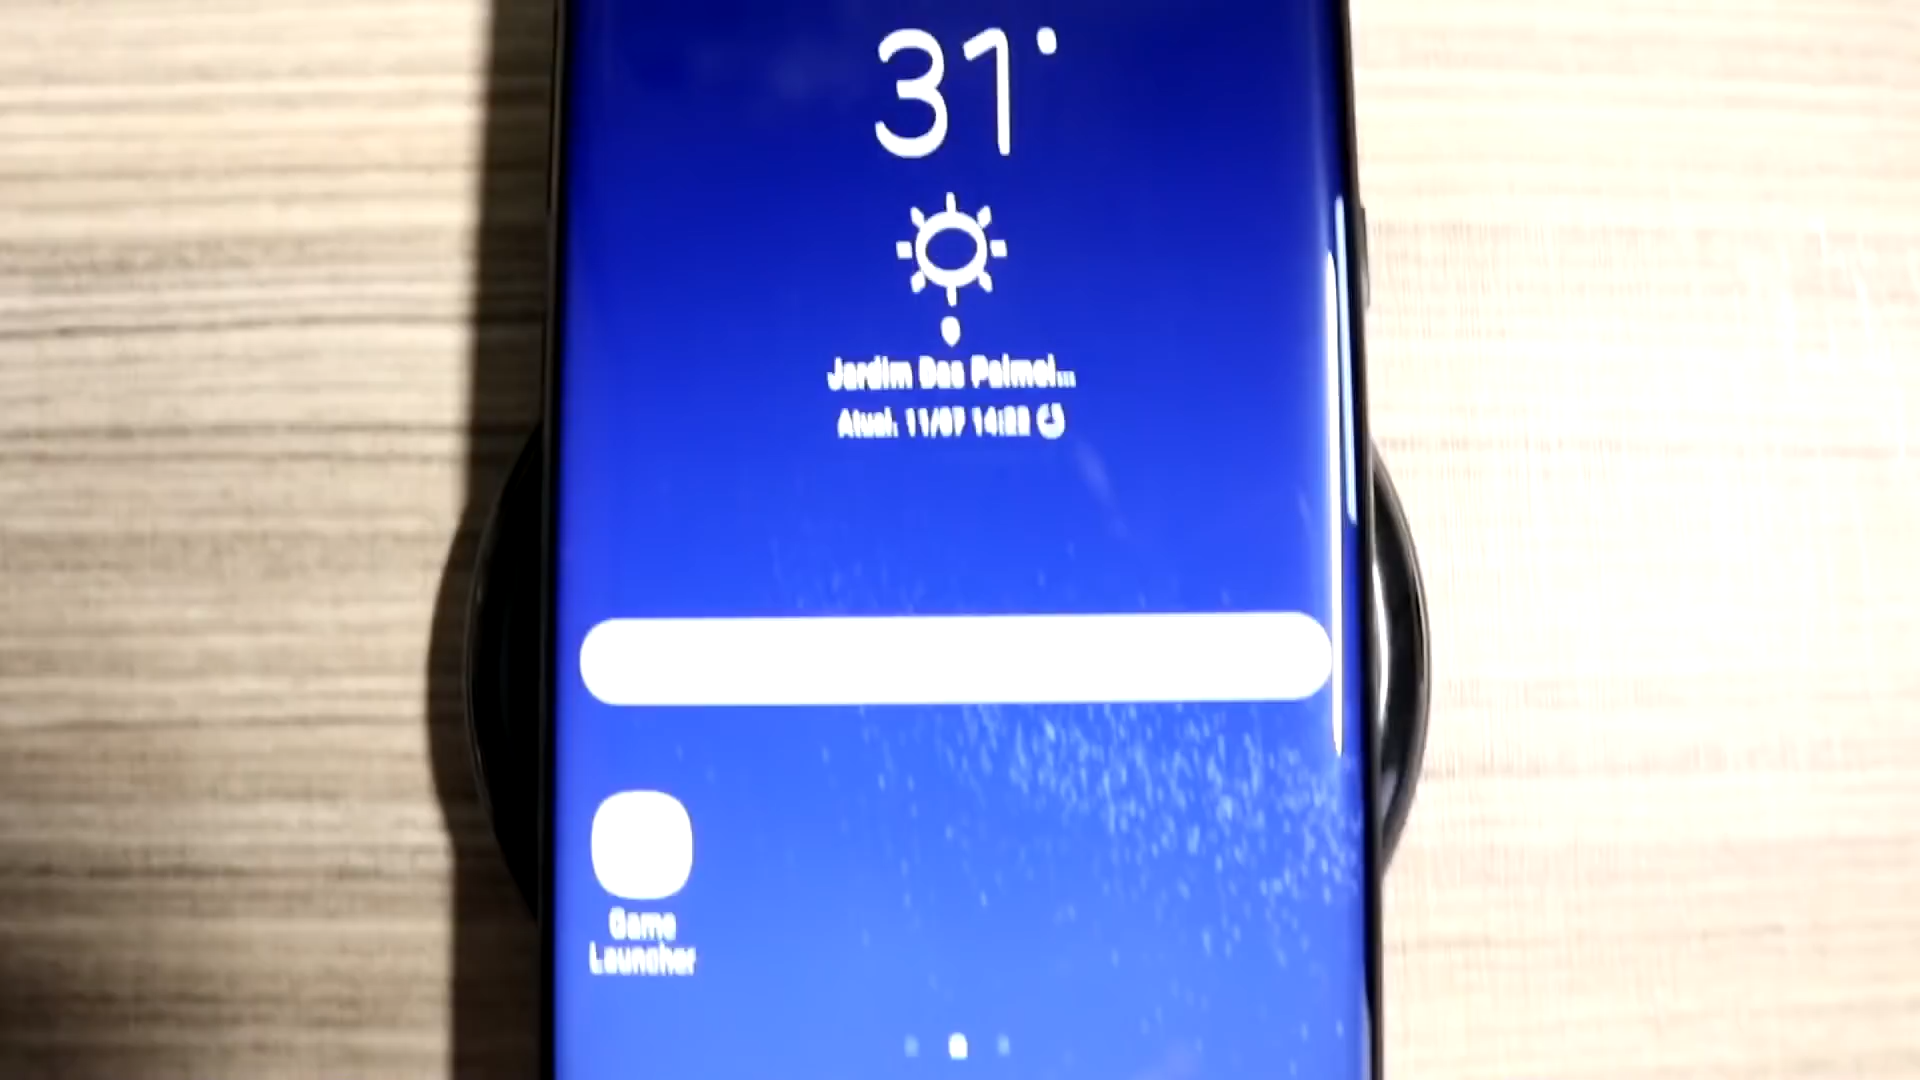 31°
Jardim Das Palmei...
Atual. 11/07 14:22
Game
Launcher